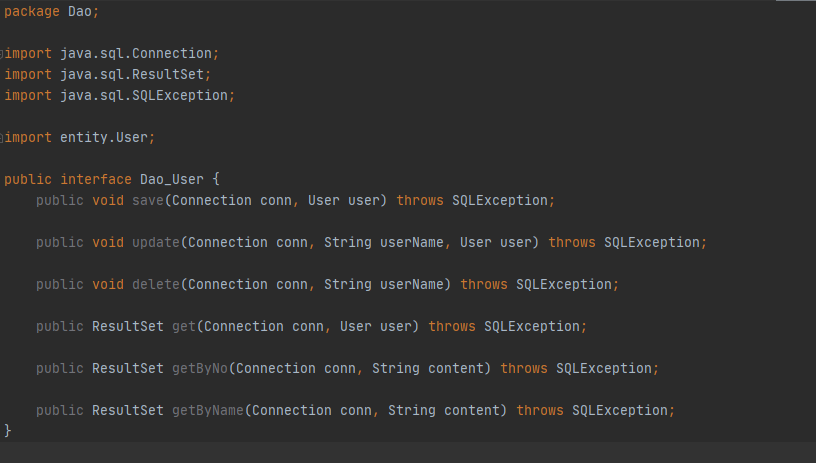 package Dao;
import java.sql.Connection;
import java.sql.ResultSet;
import java.sql.SQLException;
import entity.User;
public interface Dao_User {
public void save(Connection conn, User user) throws SQLException;
public void update(Connection conn, String userName, User user) throws SQLException;
public void delete(Connection conn, String userName) throws SQLException;
public ResultSet get(Connection conn, User user) throws SQLException;
public ResultSet getByNo(Connection conn, String content) throws SQLException;
public ResultSet getByName(Connection conn, String content) throws SQLException;
}